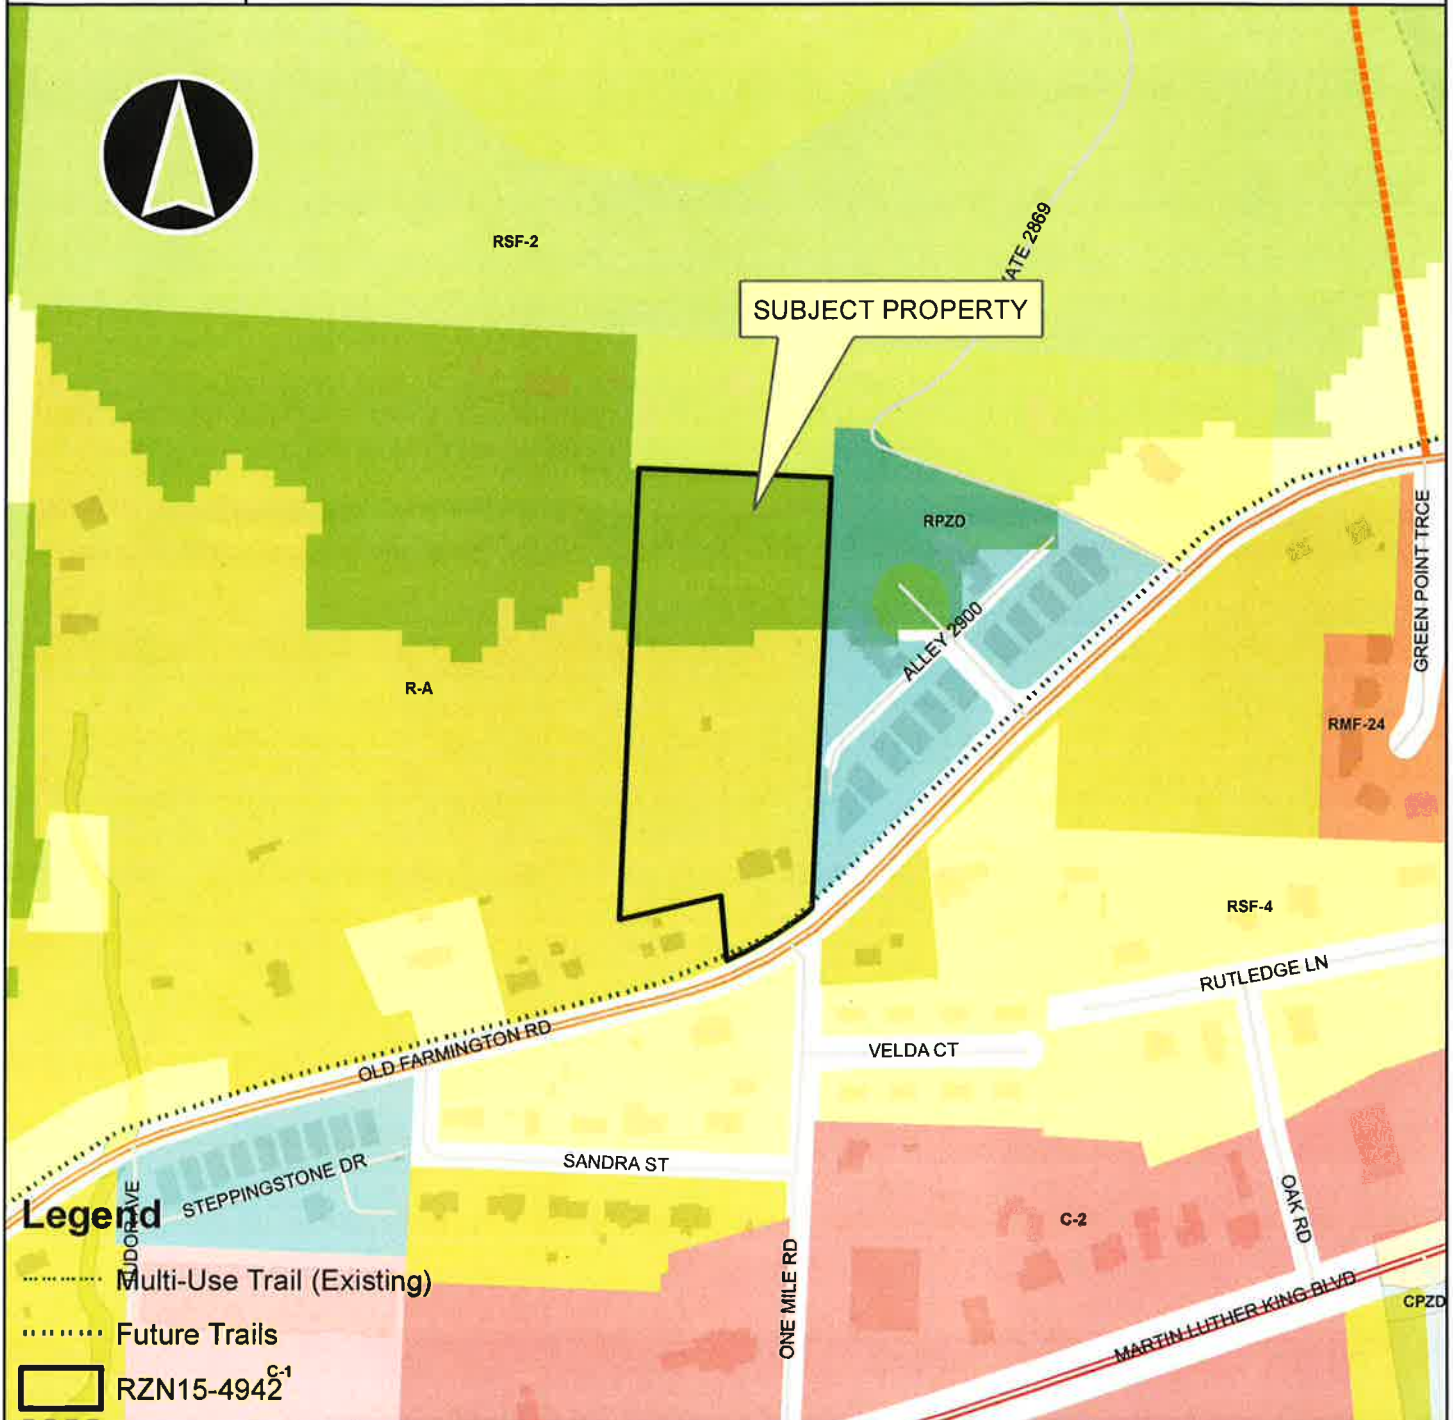 RSF-2
ATE 2869
SUBJECT PROPERTY
RPZD
ALLEY 2900
GREEN POINT TRCE
R-A
RMF-24
RSF-4
RUTLEDGE LN
VELDA CT
OLD FARMINGTON RD
SANDRA ST
STEPPINGSTONE DR
OAK RD
C-2
ONE MILE RD
MARTIN LUTHER KING BLVD
CPZD
UDOR AVE
Legend
Multi-Use Trail (Existing)
Future Trails
C-1
RZN15-4942